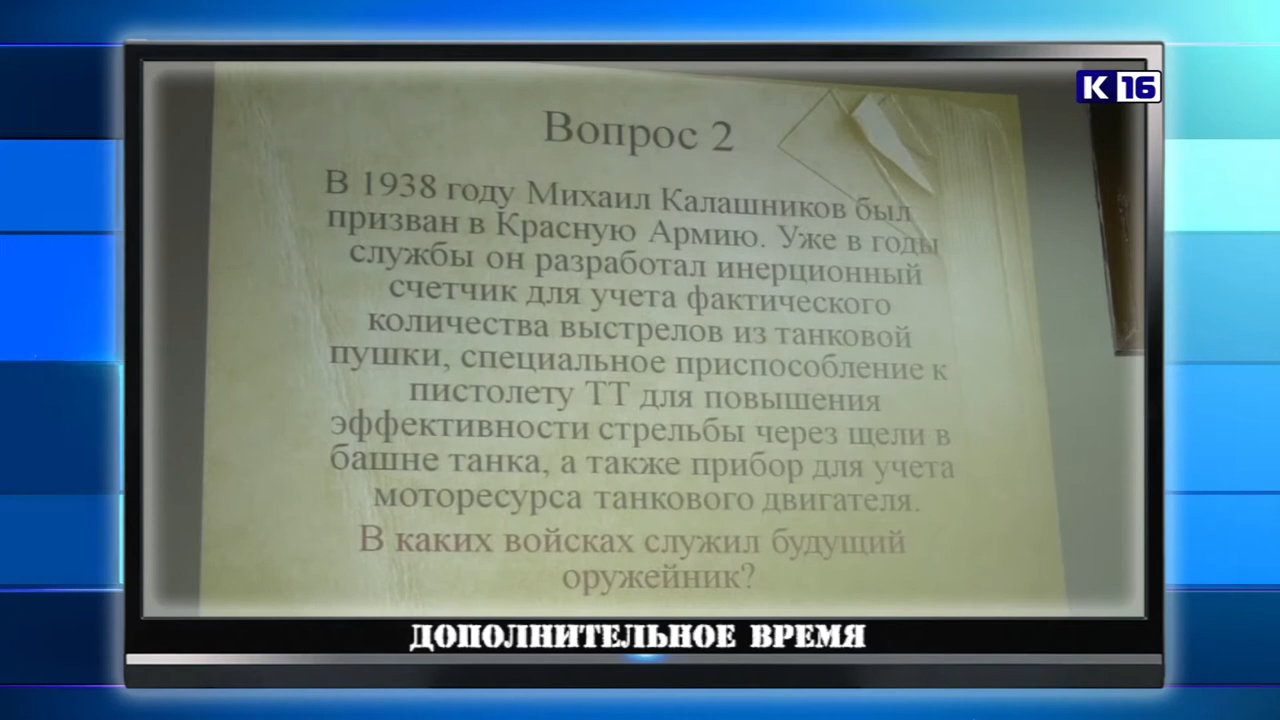 К 16
Вопрос 2
В 1938 году Михаил Калашников был
призван в Красную Армию. Уже в годы
службы он разработал инерционный
счетчик для учета фактического
количества выстрелов из танковой
пушки, специальное приспособление к
пистолету ТТ для повышения
эффективности стрельбы через щели в
башне танка, а также прибор для учета
моторесурса танкового двигателя.
В каких войсках служил будущий
оружейник?
ДОПОЛНИТЕЛЬНОЕ ВРЕМЯ